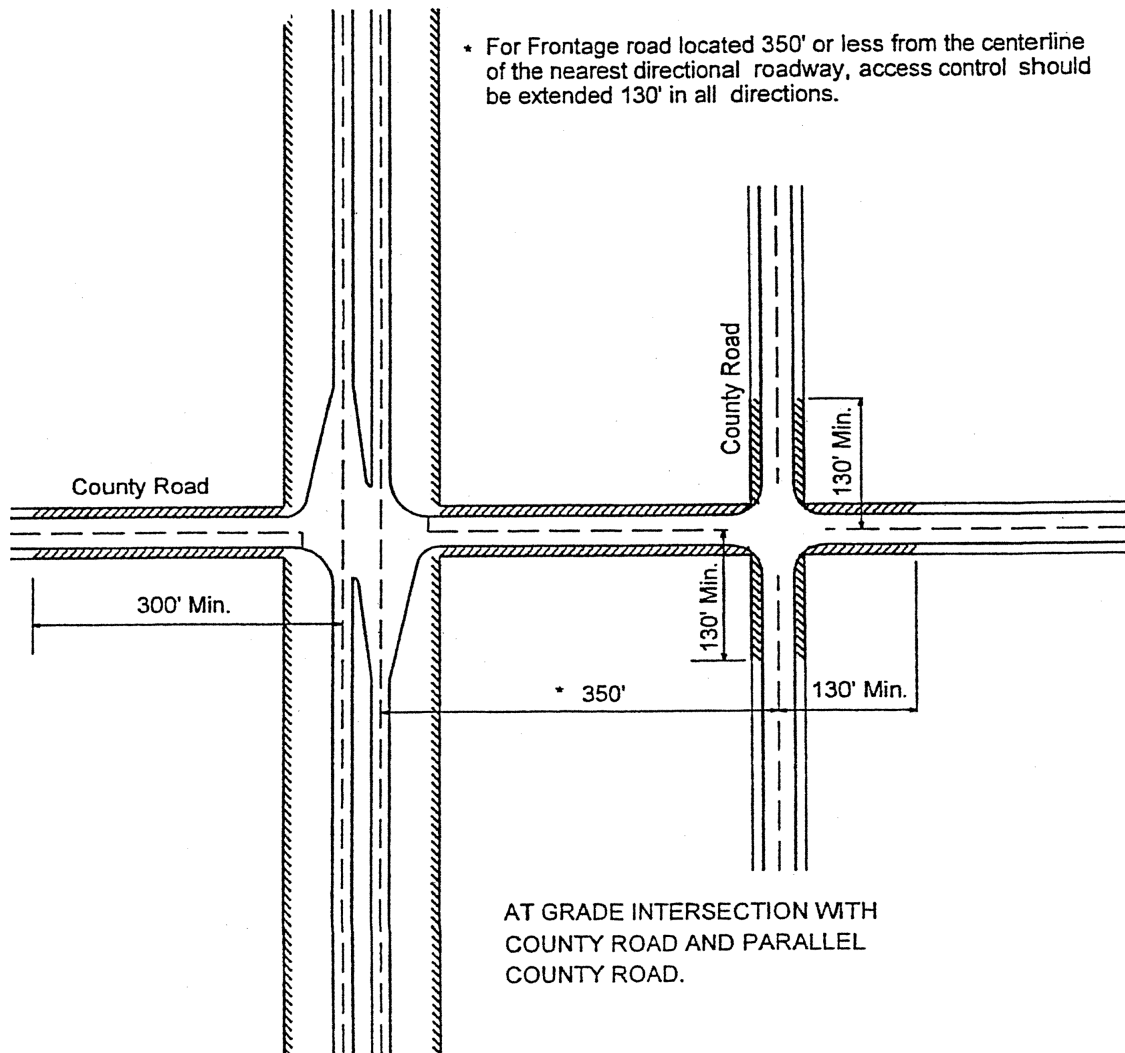 * For Frontage road located 350' or less from the centerline
of the nearest directional roadway, access control should
be extended 130' in all directions.
County Road
130' Min.
County Road
300' Min.
130' Min.
* 350'
130' Min.
AT GRADE INTERSECTION WITH
COUNTY ROAD AND PARALLEL
COUNTY ROAD.